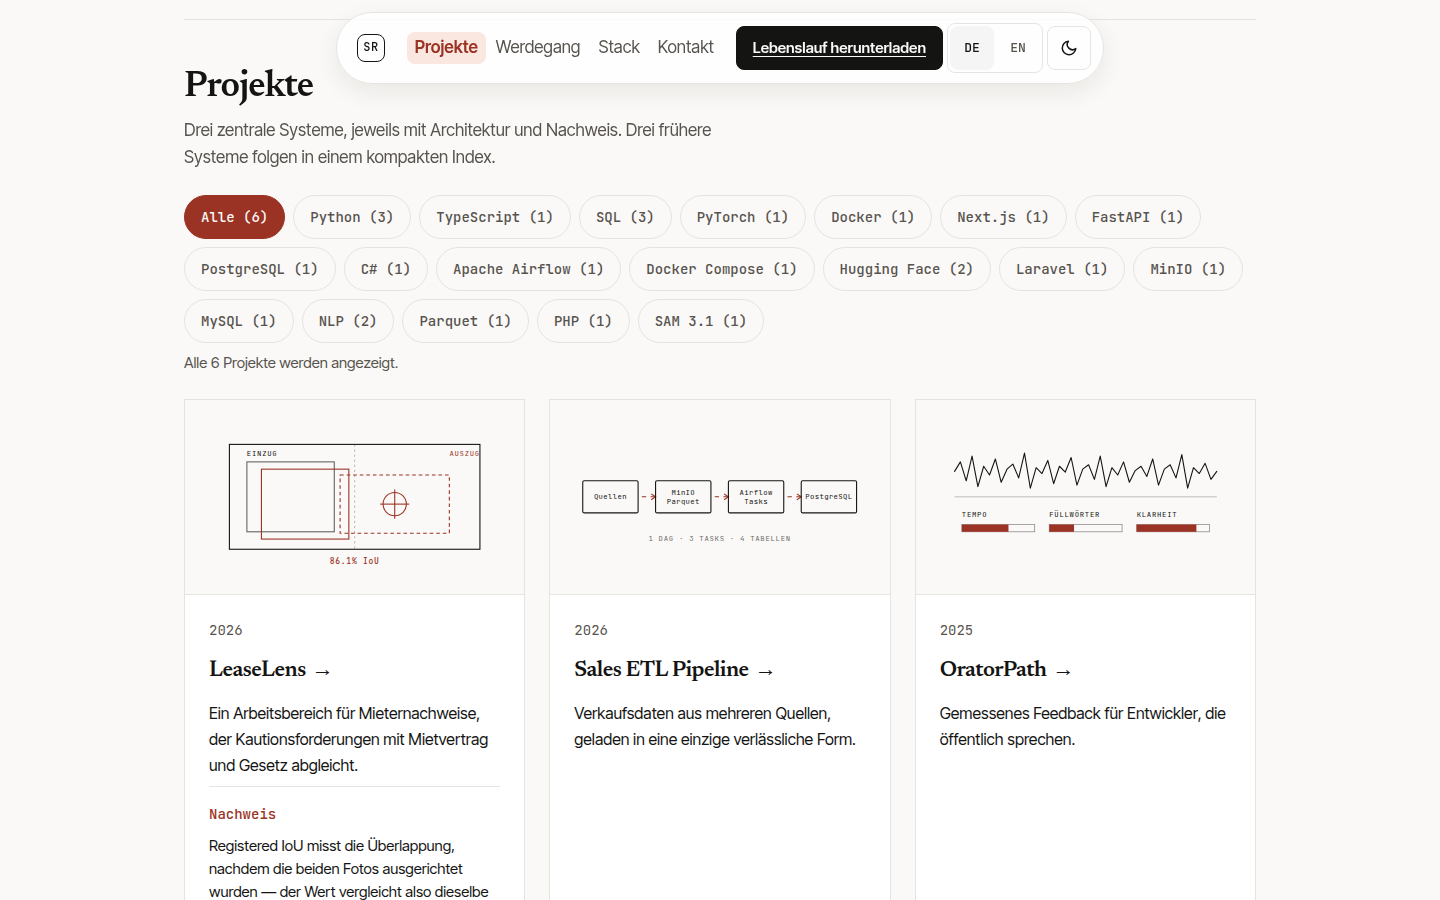 SR
Projekte Werdegang Stack Kontakt Lebenslauf herunterladen DE EN
Projekte
Drei zentrale Systeme, jeweils mit Architektur und Nachweis. Drei frühere
Systeme folgen in einem kompakten Index.
Alle (6) Python (3) TypeScript (1) SQL (3) PyTorch (1) Docker (1) Next.js (1) FastAPI (1)
PostgreSQL (1) C# (1) Apache Airflow (1) Docker Compose (1) Hugging Face (2) Laravel (1) MinIO (1)
MySQL (1) NLP (2) Parquet (1) PHP (1) SAM 3.1 (1)
Alle 6 Projekte werden angezeigt.
EINZUG AUSZUG
86.1% IoU
2026
LeaseLens →
Ein Arbeitsbereich für Mieternachweise,
der Kautionsforderungen mit Mietvertrag
und Gesetz abgleicht.
Nachweis
Registered IoU misst die Überlappung,
nachdem die beiden Fotos ausgerichtet
wurden — der Wert vergleicht also dieselbe
Quellen
MinIO
Parquet
Airflow
Tasks
PostgreSQL
1 DAG · 3 TASKS · 4 TABELLEN
2026
Sales ETL Pipeline →
Verkaufsdaten aus mehreren Quellen,
geladen in eine einzige verlässliche Form.
TEMPO FÜLLWÖRTER KLARHEIT
2025
OratorPath →
Gemessenes Feedback für Entwickler, die
öffentlich sprechen.